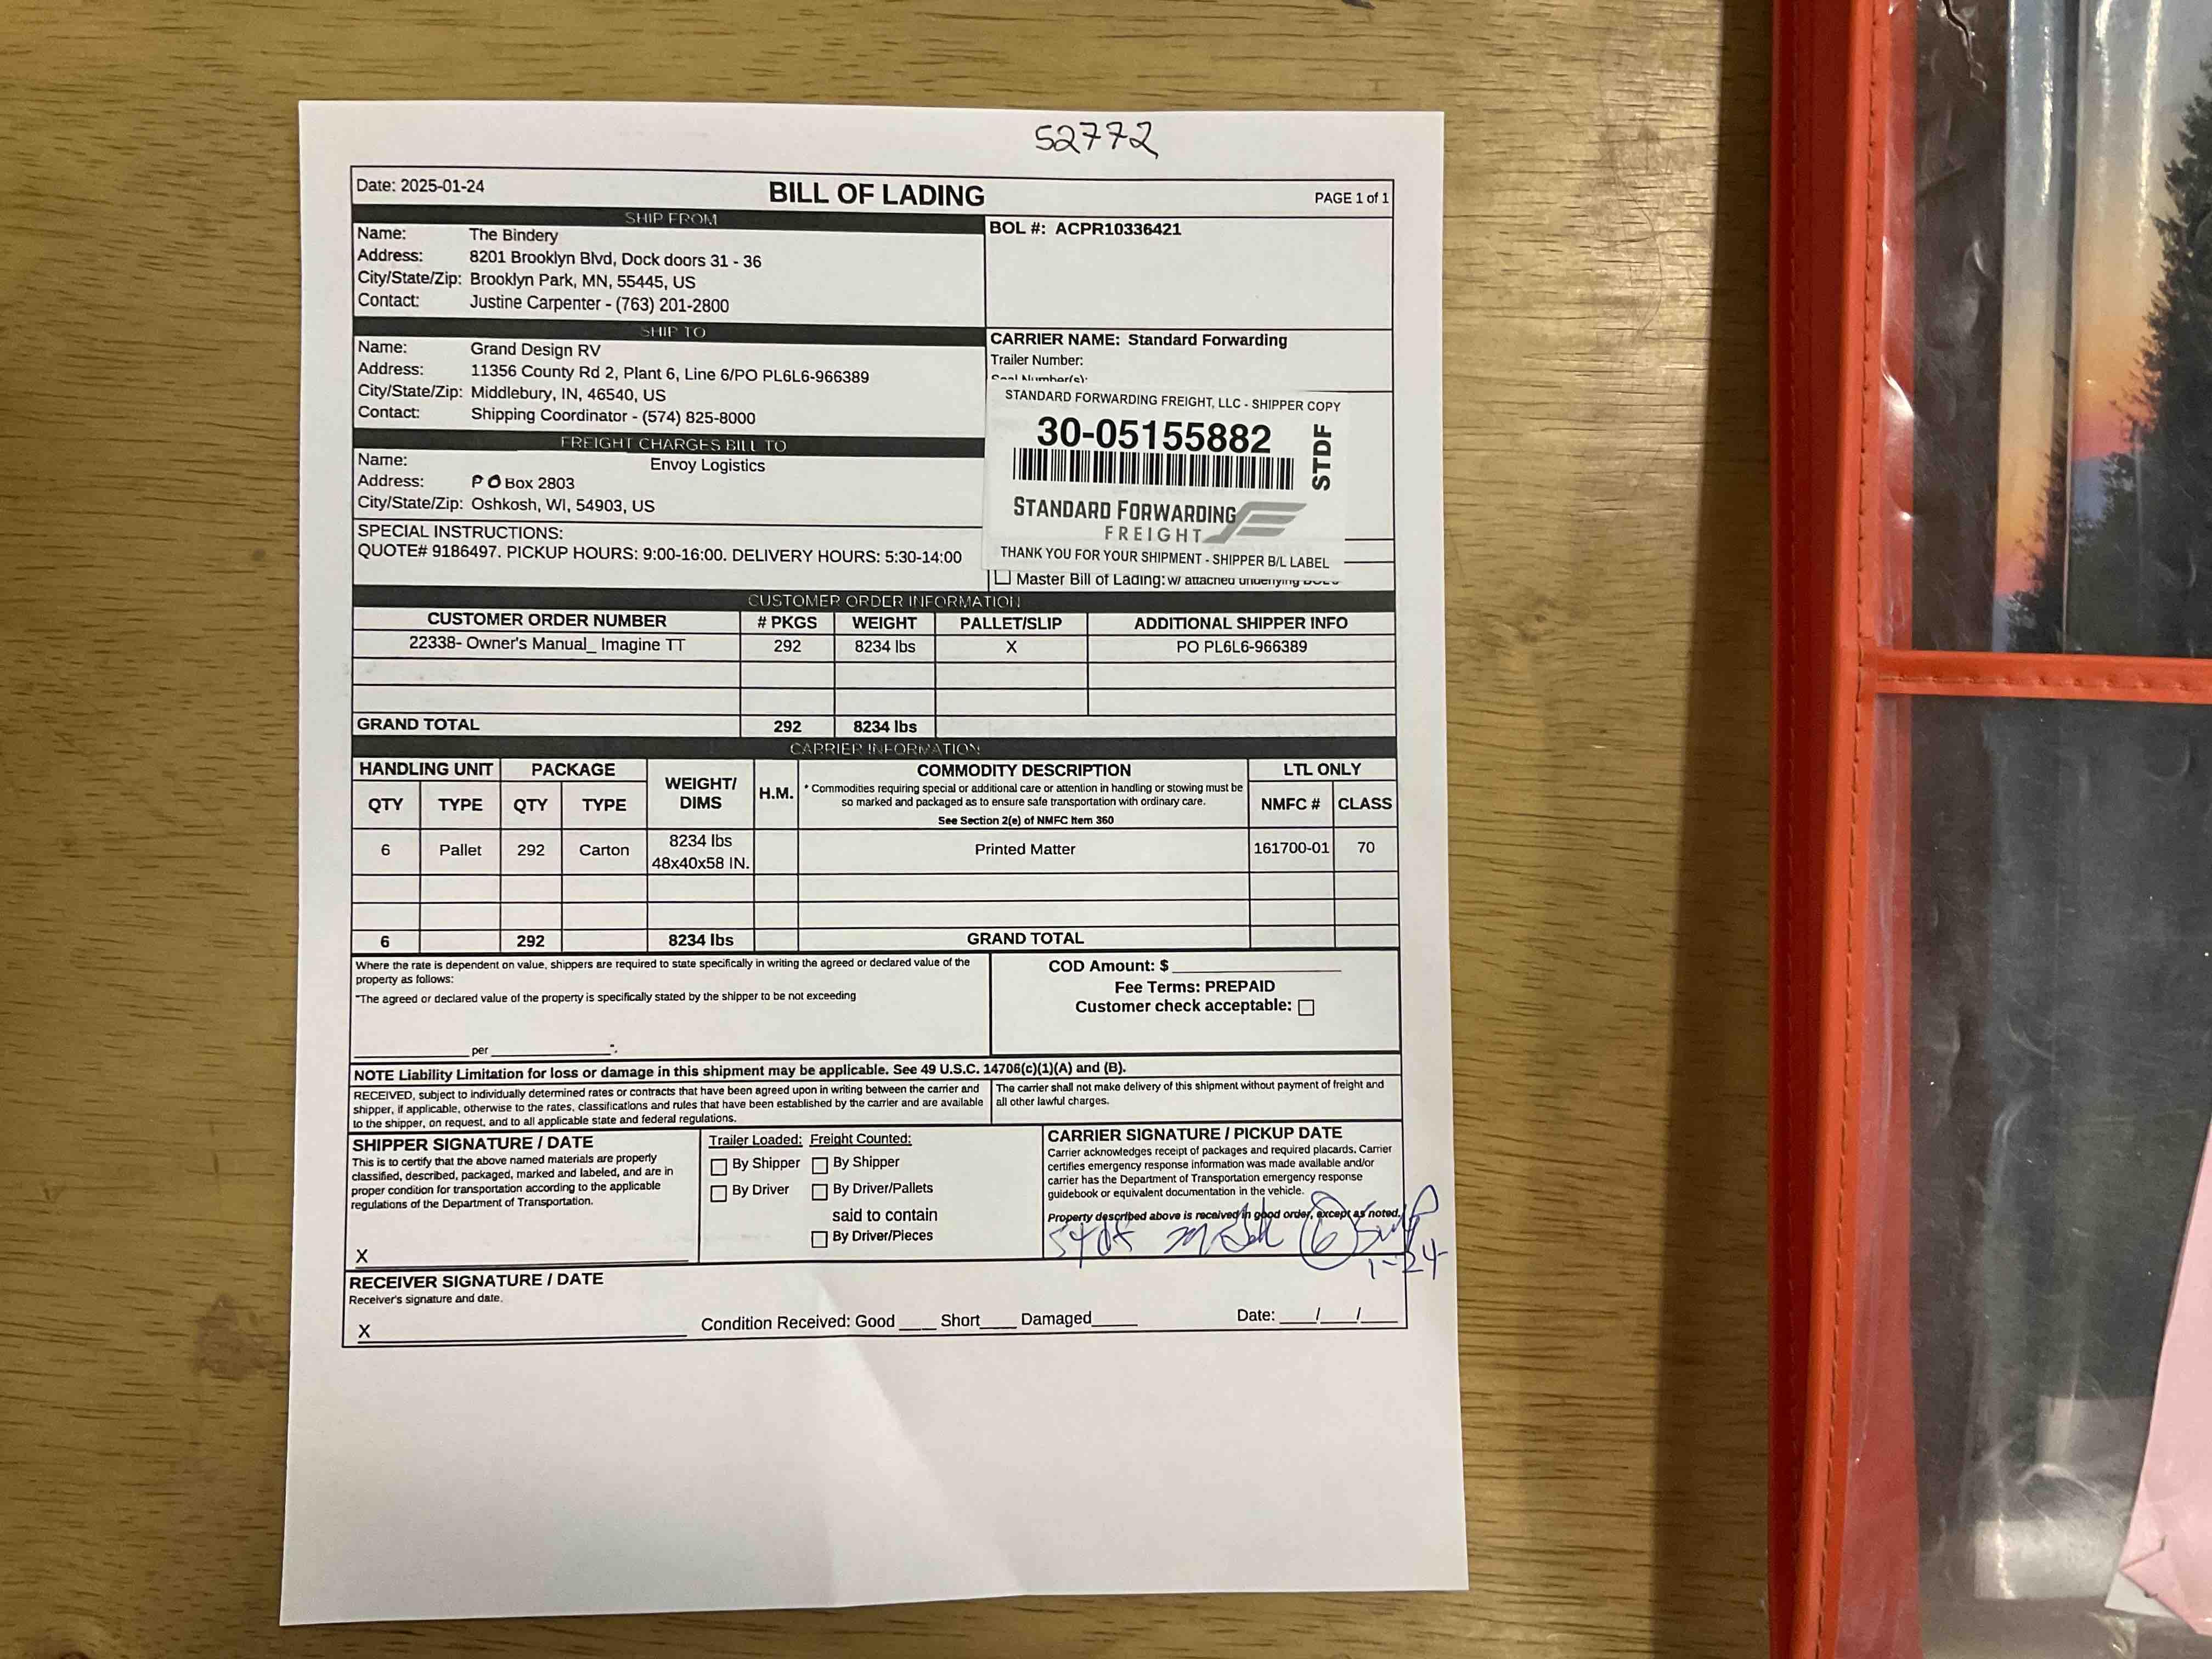 52772
Date: 2025-01-24
BILL OF LADING
PAGE 1 of 1
SHIP FROM
Name: The Bindery
Address: 8201 Brooklyn Blvd, Dock doors 31 - 36
City/State/Zip: Brooklyn Park, MN, 55445, US
Contact: Justine Carpenter - (763) 201-2800
BOL #: ACPR10336421
SHIP TO
Name: Grand Design RV
Address: 11356 County Rd 2, Plant 6, Line 6/PO PL6L6-966389
City/State/Zip: Middlebury, IN, 46540, US
Contact: Shipping Coordinator - (574) 825-8000
CARRIER NAME: Standard Forwarding
Trailer Number:
Seal Number(s):
STANDARD FORWARDING FREIGHT, LLC - SHIPPER COPY
30-05155882
STDF
STANDARD FORWARDING
FREIGHT
THANK YOU FOR YOUR SHIPMENT - SHIPPER B/L LABEL
FREIGHT CHARGES BILL TO
Name: Envoy Logistics
Address: PO Box 2803
City/State/Zip: Oshkosh, WI, 54903, US
SPECIAL INSTRUCTIONS:
QUOTE# 9186497. PICKUP HOURS: 9:00-16:00. DELIVERY HOURS: 5:30-14:00
Master Bill of Lading: w/ attached underlying BOLs
CUSTOMER ORDER INFORMATION
CUSTOMER ORDER NUMBER # PKGS WEIGHT PALLET/SLIP ADDITIONAL SHIPPER INFO
22338- Owner's Manual_ Imagine TT 292 8234 lbs X PO PL6L6-966389
GRAND TOTAL 292 8234 lbs
CARRIER INFORMATION
HANDLING UNIT PACKAGE WEIGHT/ DIMS H.M. COMMODITY DESCRIPTION LTL ONLY
* Commodities requiring special or additional care or attention in handling or stowing must be
so marked and packaged as to ensure safe transportation with ordinary care.
See Section 2(e) of NMFC Item 360
QTY TYPE QTY TYPE NMFC # CLASS
6 Pallet 292 Carton 8234 lbs Printed Matter 161700-01 70
48x40x58 IN.
6 292 8234 lbs GRAND TOTAL
Where the rate is dependent on value, shippers are required to state specifically in writing the agreed or declared value of the
property as follows:
"The agreed or declared value of the property is specifically stated by the shipper to be not exceeding
per ".
COD Amount: $
Fee Terms: PREPAID
Customer check acceptable:
NOTE Liability Limitation for loss or damage in this shipment may be applicable. See 49 U.S.C. 14706(c)(1)(A) and (B).
RECEIVED, subject to individually determined rates or contracts that have been agreed upon in writing between the carrier and
shipper, if applicable, otherwise to the rates, classifications and rules that have been established by the carrier and are available
to the shipper, on request, and to all applicable state and federal regulations.
The carrier shall not make delivery of this shipment without payment of freight and
all other lawful charges.
SHIPPER SIGNATURE / DATE
This is to certify that the above named materials are properly
classified, described, packaged, marked and labeled, and are in
proper condition for transportation according to the applicable
regulations of the Department of Transportation.
X
Trailer Loaded: Freight Counted:
By Shipper By Shipper
By Driver By Driver/Pallets
said to contain
By Driver/Pieces
CARRIER SIGNATURE / PICKUP DATE
Carrier acknowledges receipt of packages and required placards. Carrier
certifies emergency response information was made available and/or
carrier has the Department of Transportation emergency response
guidebook or equivalent documentation in the vehicle.
Property described above is received in good order, except as noted.
6
1-24
RECEIVER SIGNATURE / DATE
Receiver's signature and date.
X
Condition Received: Good ____ Short____ Damaged_____
Date: ____/____/____